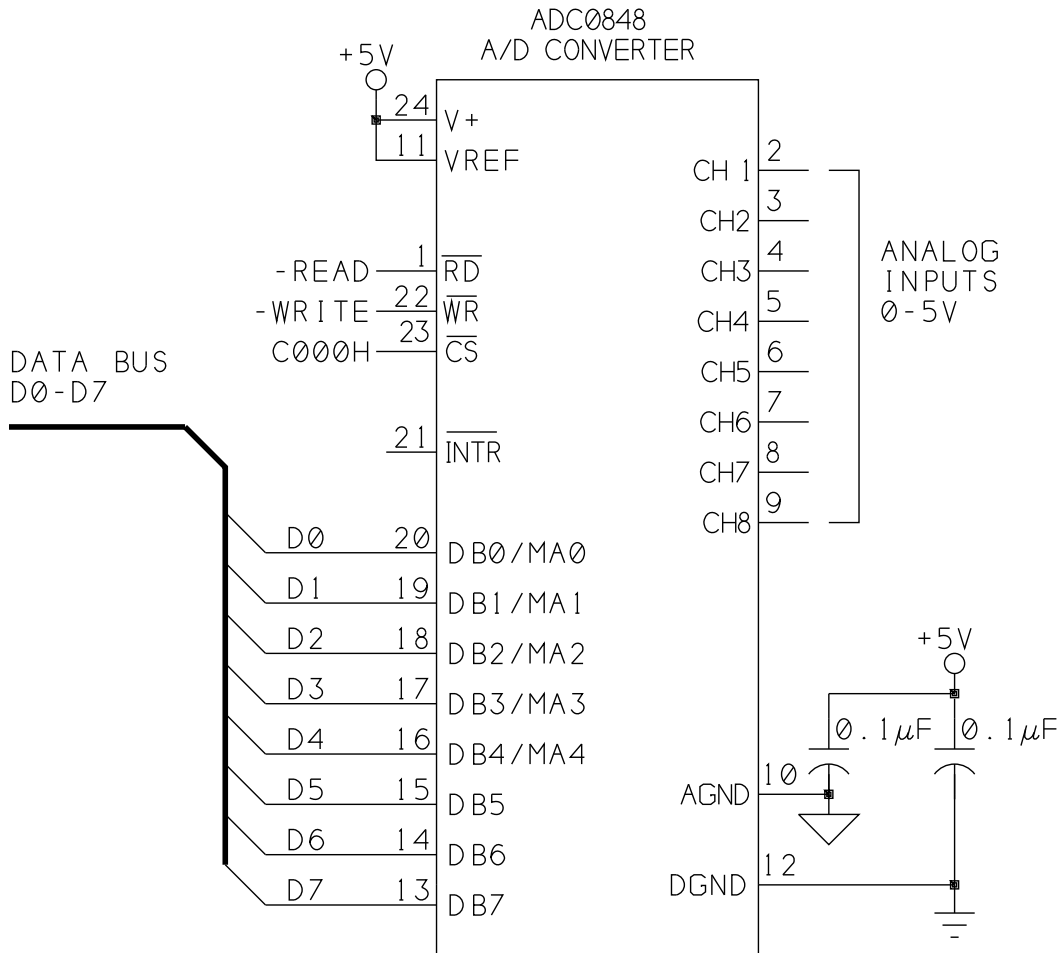 ADC0848
A/D CONVERTER
+5V
24
V+
11
VREF
1
-READ
RD
22
-WRITE
WR
23
C000H
CS
21
INTR
DATA BUS
D0-D7
D0
20
DB0/MA0
D1
19
DB1/MA1
D2
18
DB2/MA2
D3
17
DB3/MA3
D4
16
DB4/MA4
D5
15
DB5
D6
14
DB6
D7
13
DB7
CH 1
2
CH2
3
CH3
4
CH4
5
CH5
6
CH6
7
CH7
8
CH8
9
ANALOG
INPUTS
0-5V
+5V
0.1µF
0.1µF
AGND
10
DGND
12